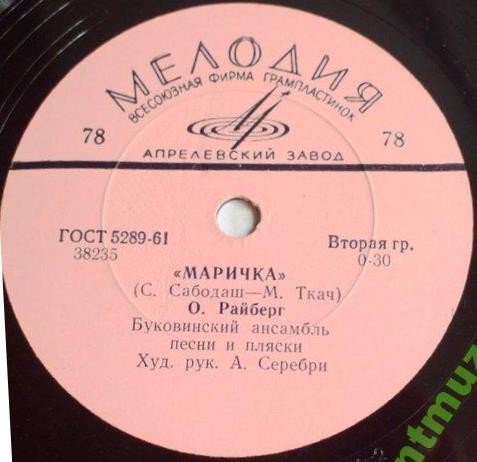 МЕЛОДИЯ
ВСЕСОЮЗНАЯ ФИРМА ГРАМПЛАСТИНОК
78 78
АПРЕЛЕВСКИЙ ЗАВОД
ГОСТ 5289-61 Вторая гр.
38235 0-30
«МАРИЧКА»
(С. Сабодаш—М. Ткач)
О. Райберг
Буковинский ансамбль
песни и пляски
Худ. рук. А. Серебри